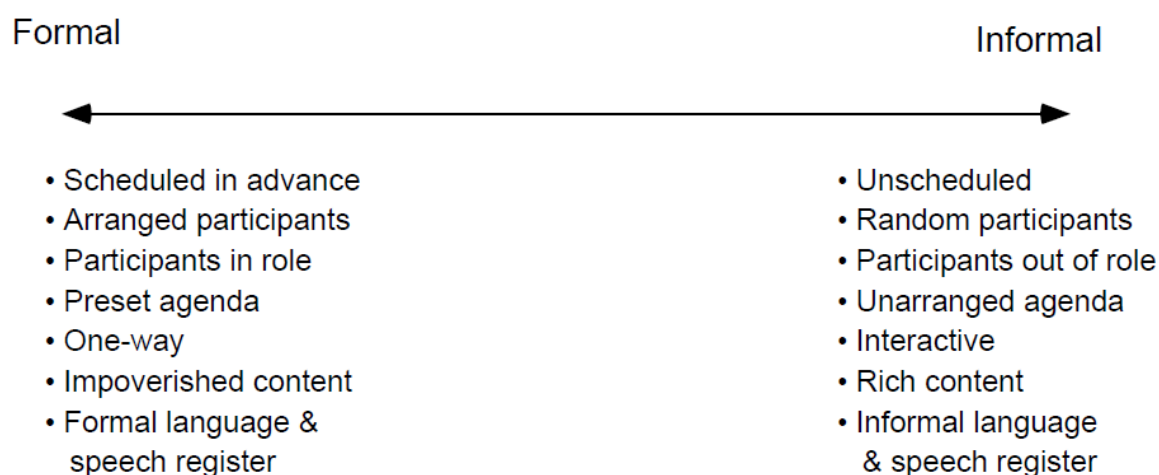 Formal
Informal
• Scheduled in advance
• Arranged participants
• Participants in role
• Preset agenda
• One-way
• Impoverished content
• Formal language &
speech register
• Unscheduled
• Random participants
• Participants out of role
• Unarranged agenda
• Interactive
• Rich content
• Informal language
& speech register